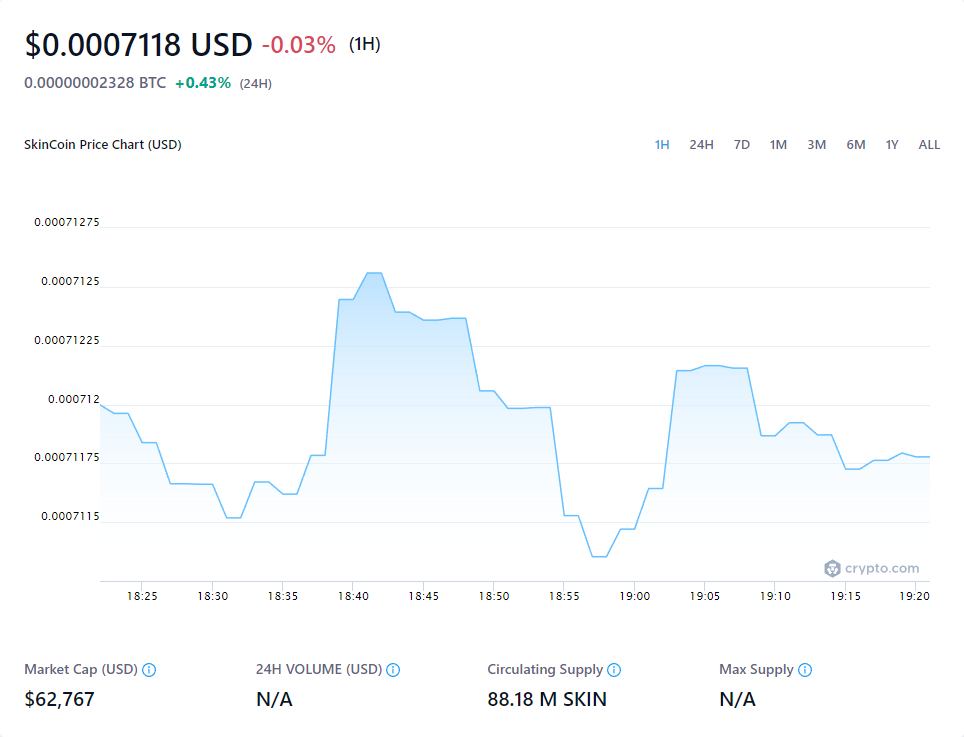 $0.0007118 USD -0.03% (1H)
0.00000002328 BTC +0.43% (24H)
SkinCoin Price Chart (USD) 1H 24H 7D 1M 3M 6M 1Y ALL
0.00071275
0.0007125
0.00071225
0.000712
0.00071175
0.0007115
crypto.com
18:25 18:30 18:35 18:40 18:45 18:50 18:55 19:00 19:05 19:10 19:15 19:20
Market Cap (USD) 24H VOLUME (USD) Circulating Supply Max Supply
$62,767 N/A 88.18 M SKIN N/A